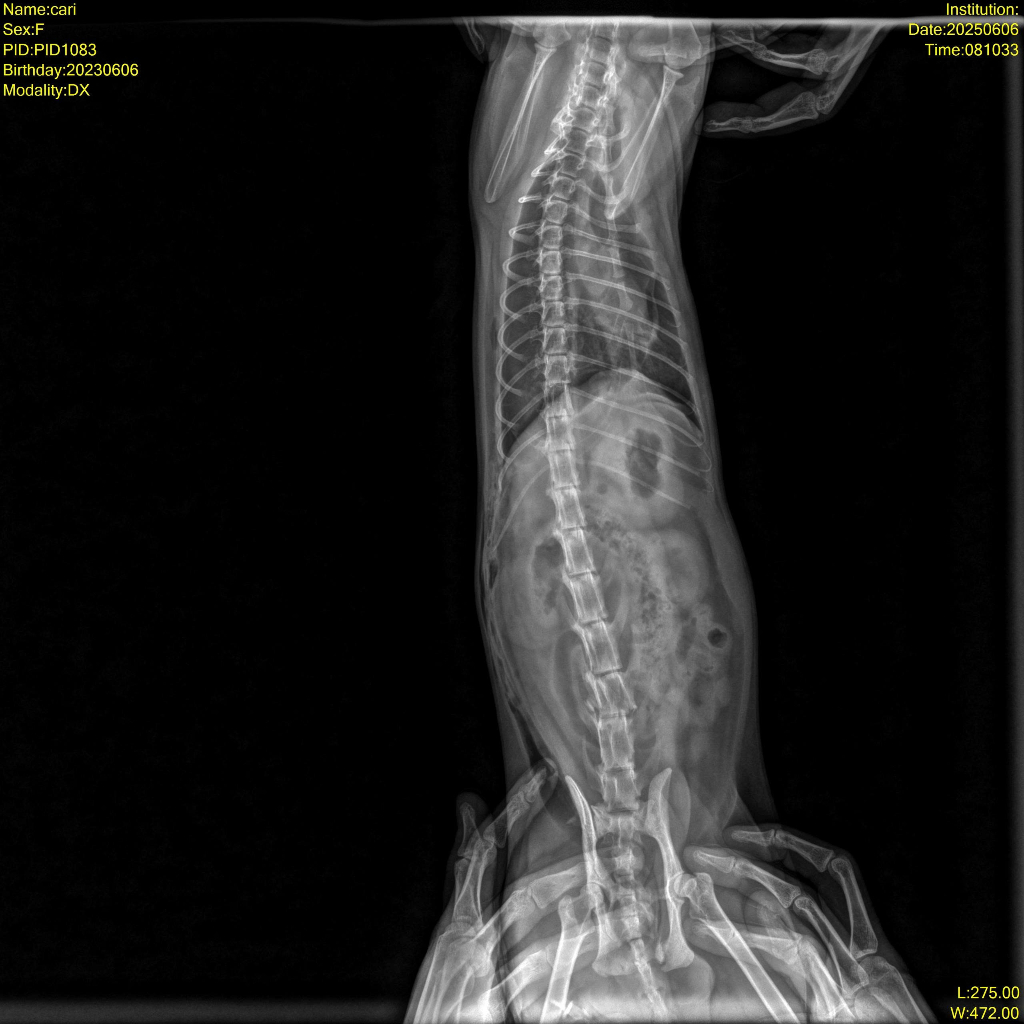 Name:cari
Sex:F
PID:PID1083
Birthday:20230606
Modality:DX
Institution:
Date:20250606
Time:081033
L:275.00
W:472.00